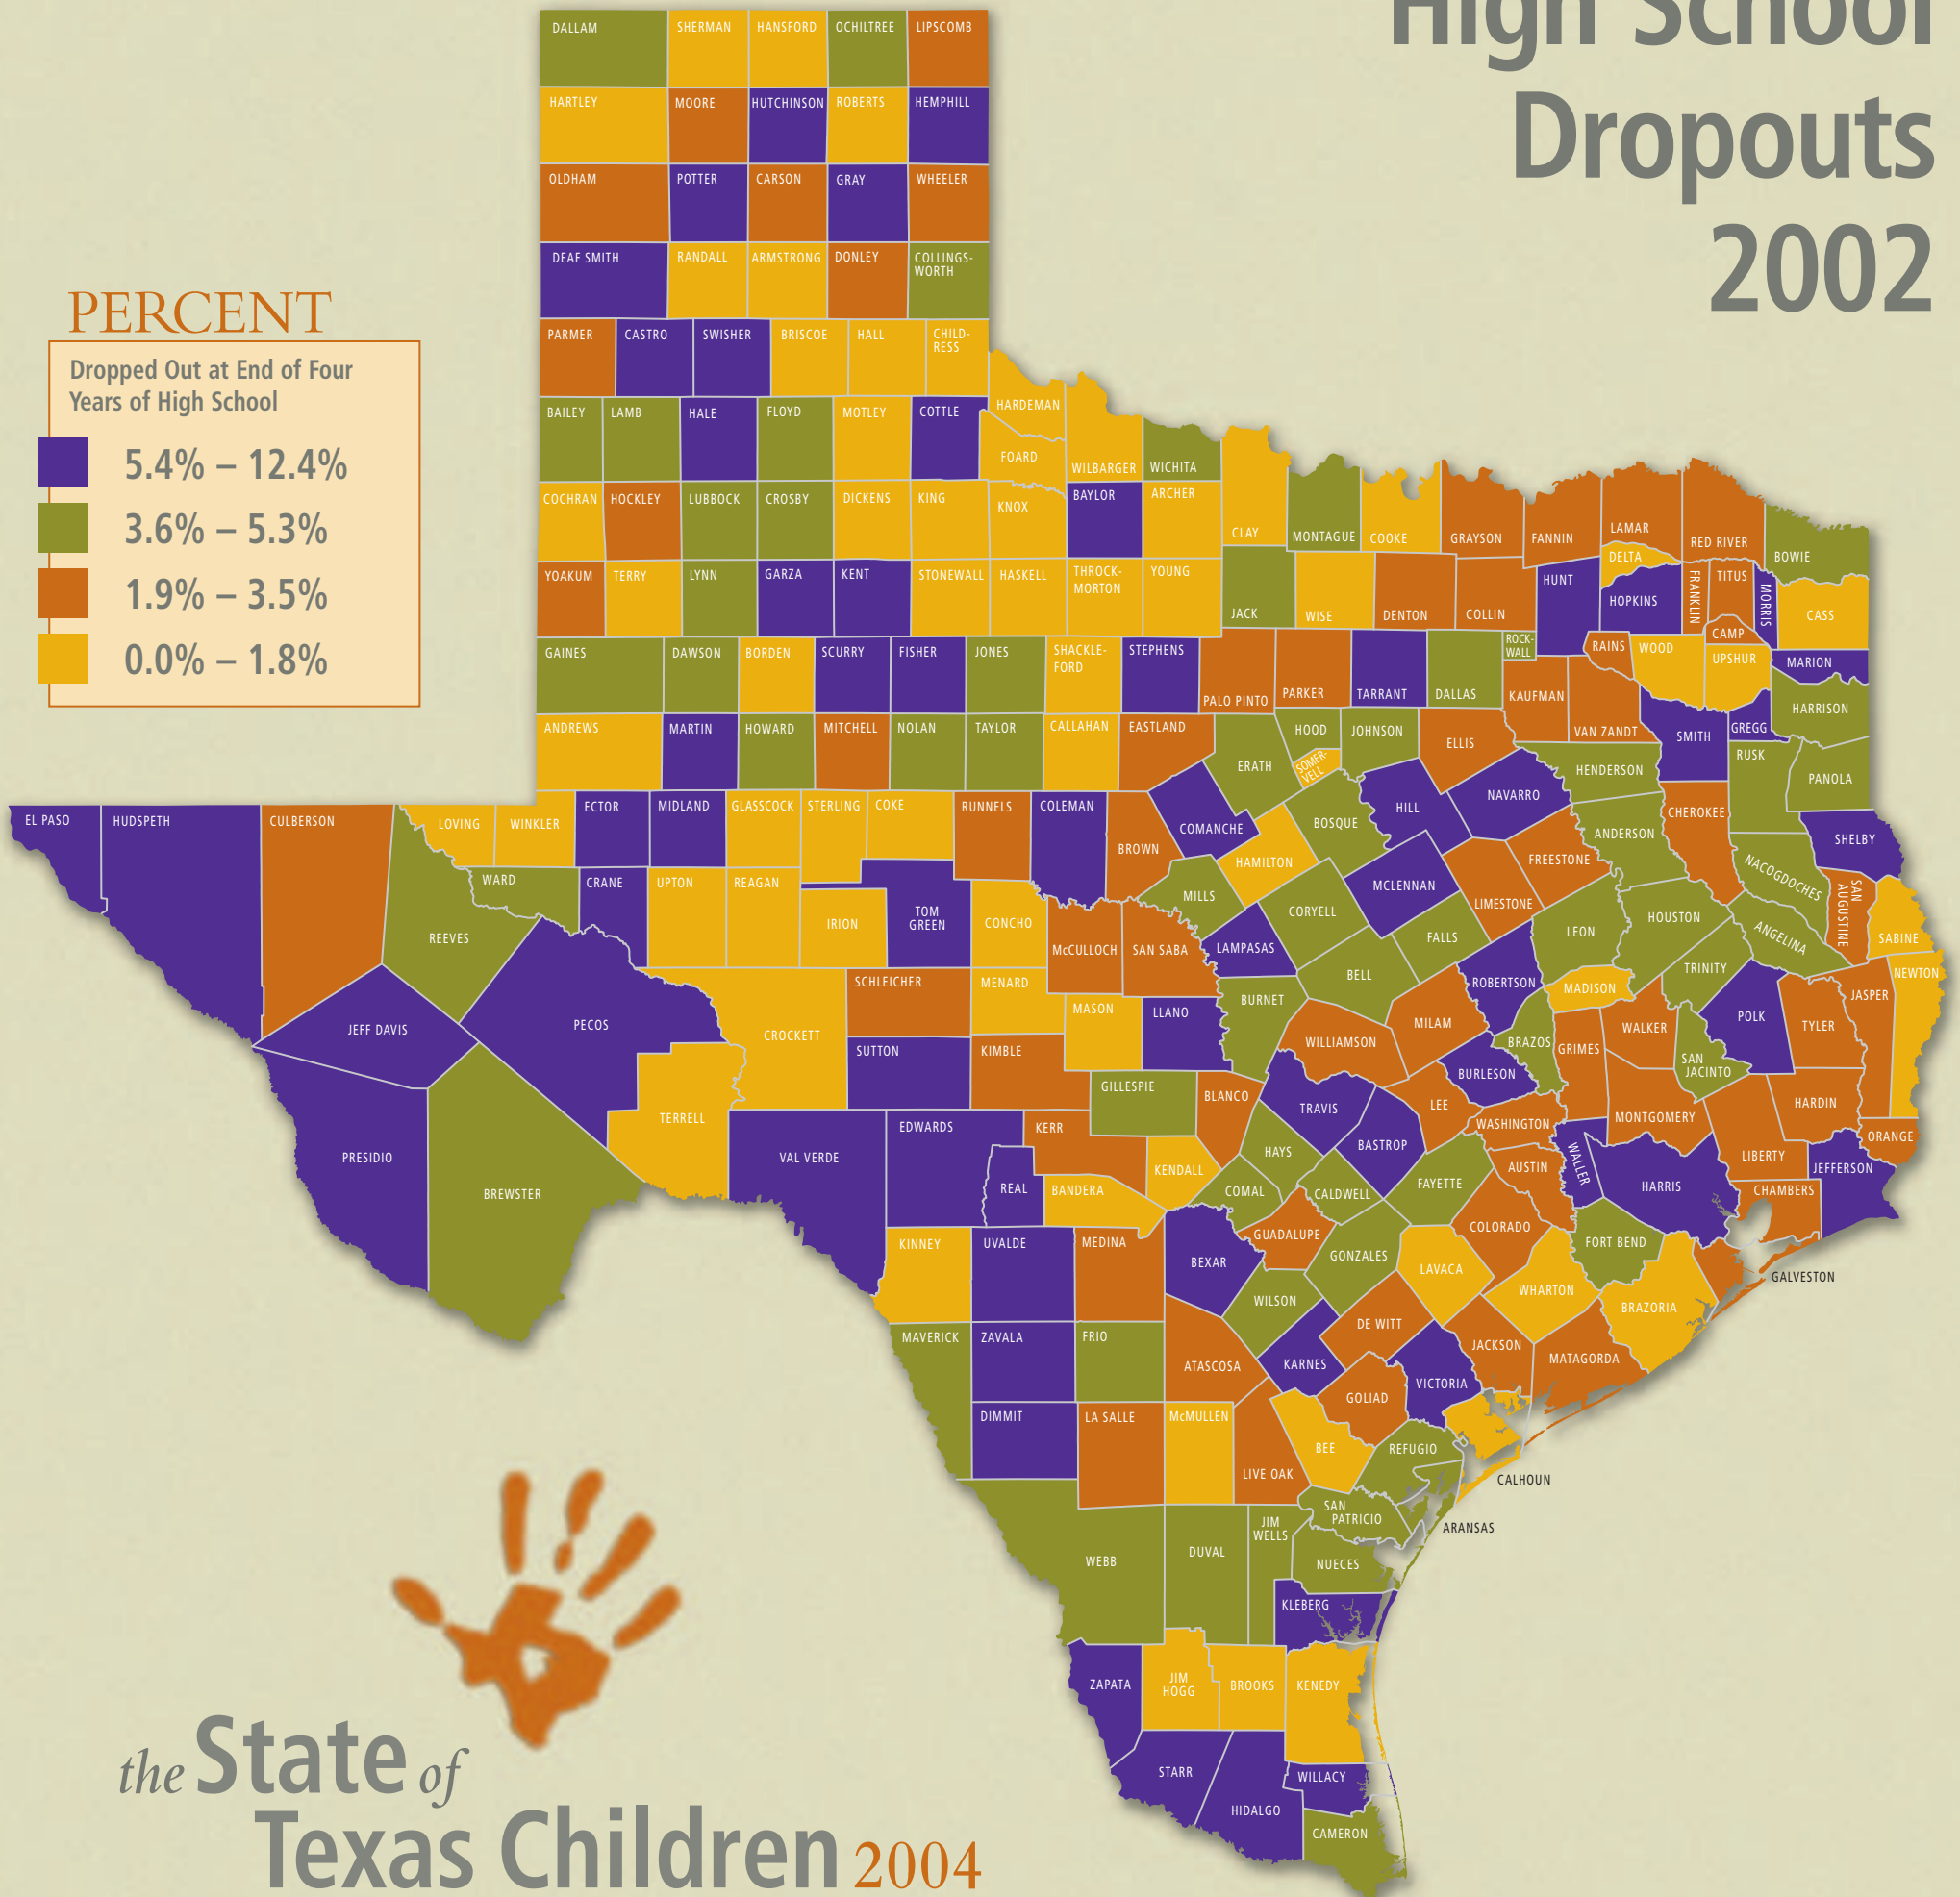 High School
Dropouts
2002
PERCENT
Dropped Out at End of Four
Years of High School
5.4% – 12.4%
3.6% – 5.3%
1.9% – 3.5%
0.0% – 1.8%
DALLAM SHERMAN HANSFORD OCHILTREE LIPSCOMB
HARTLEY MOORE HUTCHINSON ROBERTS HEMPHILL
OLDHAM POTTER CARSON GRAY WHEELER
DEAF SMITH RANDALL ARMSTRONG DONLEY COLLINGS-
WORTH
PARMER CASTRO SWISHER BRISCOE HALL CHILD-
RESS
BAILEY LAMB HALE FLOYD MOTLEY COTTLE HARDEMAN
FOARD WILBARGER WICHITA
COCHRAN HOCKLEY LUBBOCK CROSBY DICKENS KING KNOX BAYLOR ARCHER
CLAY MONTAGUE COOKE GRAYSON FANNIN LAMAR RED RIVER BOWIE
DELTA
YOAKUM TERRY LYNN GARZA KENT STONEWALL HASKELL THROCK-
MORTON YOUNG
JACK WISE DENTON COLLIN HUNT HOPKINS FRANKLIN TITUS MORRIS CASS
CAMP
GAINES DAWSON BORDEN SCURRY FISHER JONES SHACKLE-
FORD STEPHENS
PALO PINTO PARKER TARRANT DALLAS ROCK-
WALL
KAUFMAN RAINS WOOD UPSHUR MARION
VAN ZANDT SMITH GREGG HARRISON
ANDREWS MARTIN HOWARD MITCHELL NOLAN TAYLOR CALLAHAN EASTLAND
ERATH HOOD SOMER-
VELL
JOHNSON ELLIS HENDERSON RUSK PANOLA
EL PASO HUDSPETH CULBERSON LOVING WINKLER ECTOR MIDLAND GLASSCOCK STERLING COKE RUNNELS COLEMAN
BROWN COMANCHE BOSQUE HILL NAVARRO ANDERSON CHEROKEE SHELBY
HAMILTON FREESTONE NACOGDOCHES
WARD CRANE UPTON REAGAN IRION TOM
GREEN CONCHO
REEVES MILLS CORYELL MCLENNAN LIMESTONE SAN
AUGUSTINE
McCULLOCH SAN SABA LAMPASAS FALLS LEON HOUSTON ANGELINA SABINE
BELL ROBERTSON MADISON TRINITY NEWTON
JEFF DAVIS PECOS CROCKETT SCHLEICHER MENARD MASON LLANO BURNET
WILLIAMSON MILAM BRAZOS GRIMES WALKER SAN
JACINTO
POLK TYLER JASPER
SUTTON KIMBLE GILLESPIE BLANCO TRAVIS BURLESON
LEE WASHINGTON MONTGOMERY HARDIN
TERRELL
PRESIDIO BREWSTER VAL VERDE EDWARDS KERR
REAL BANDERA KENDALL HAYS BASTROP
COMAL CALDWELL FAYETTE AUSTIN WALLER HARRIS LIBERTY ORANGE
JEFFERSON
CHAMBERS
KINNEY UVALDE MEDINA BEXAR GUADALUPE GONZALES COLORADO FORT BEND
GALVESTON
WILSON LAVACA WHARTON BRAZORIA
MAVERICK ZAVALA FRIO ATASCOSA KARNES DE WITT JACKSON MATAGORDA
GOLIAD VICTORIA
DIMMIT LA SALLE McMULLEN LIVE OAK BEE REFUGIO
CALHOUN
SAN
PATRICIO
ARANSAS
WEBB DUVAL JIM
WELLS
NUECES
KLEBERG
ZAPATA JIM
HOGG BROOKS KENEDY
STARR HIDALGO WILLACY
CAMERON
the State of
Texas Children 2004